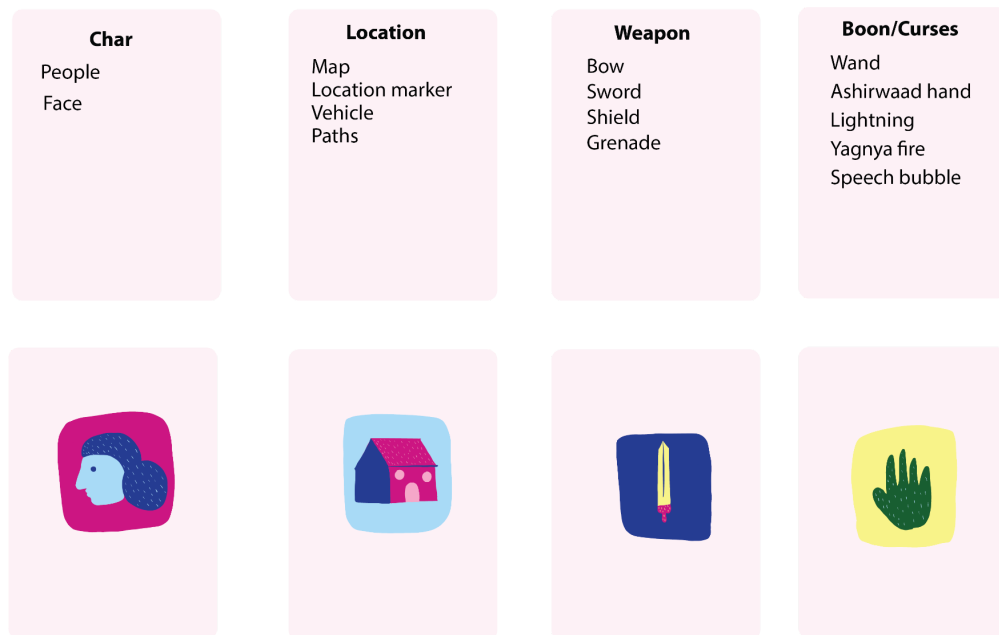 Char
People
Face
Location
Map
Location marker
Vehicle
Paths
Weapon
Bow
Sword
Shield
Grenade
Boon/Curses
Wand
Ashirwaad hand
Lightning
Yagnya fire
Speech bubble